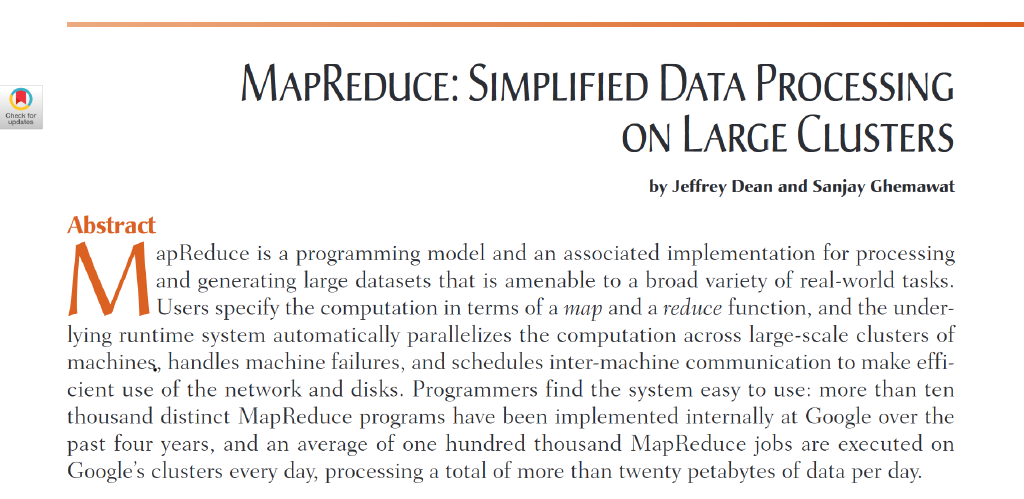 MAPREDUCE: SIMPLIFIED DATA PROCESSING
ON LARGE CLUSTERS
Check for
updates
by Jeffrey Dean and Sanjay Ghemawat
Abstract
MapReduce is a programming model and an associated implementation for processing
and generating large datasets that is amenable to a broad variety of real-world tasks.
Users specify the computation in terms of a map and a reduce function, and the under-
lying runtime system automatically parallelizes the computation across large-scale clusters of
machines, handles machine failures, and schedules inter-machine communication to make effi-
cient use of the network and disks. Programmers find the system easy to use: more than ten
thousand distinct MapReduce programs have been implemented internally at Google over the
past four years, and an average of one hundred thousand MapReduce jobs are executed on
Google's clusters every day, processing a total of more than twenty petabytes of data per day.